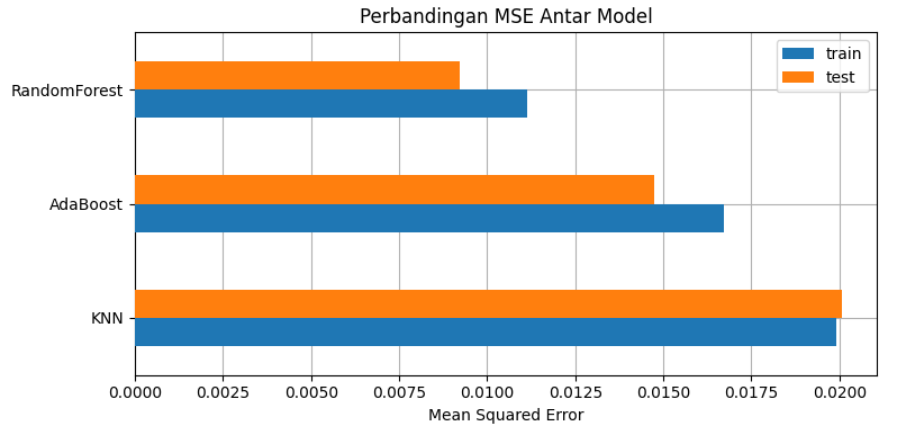 Perbandingan MSE Antar Model
train
test
RandomForest
AdaBoost
KNN
0.0000 0.0025 0.0050 0.0075 0.0100 0.0125 0.0150 0.0175 0.0200
Mean Squared Error